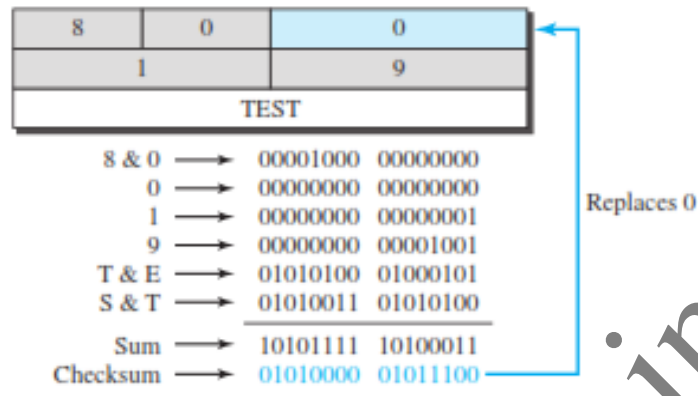 8 0 0
1 9
TEST
8 & 0 → 00001000 00000000
0 → 00000000 00000000
1 → 00000000 00000001
9 → 00000000 00001001
T & E → 01010100 01000101
S & T → 01010011 01010100
Sum → 10101111 10100011
Checksum → 01010000 01011100
Replaces 0